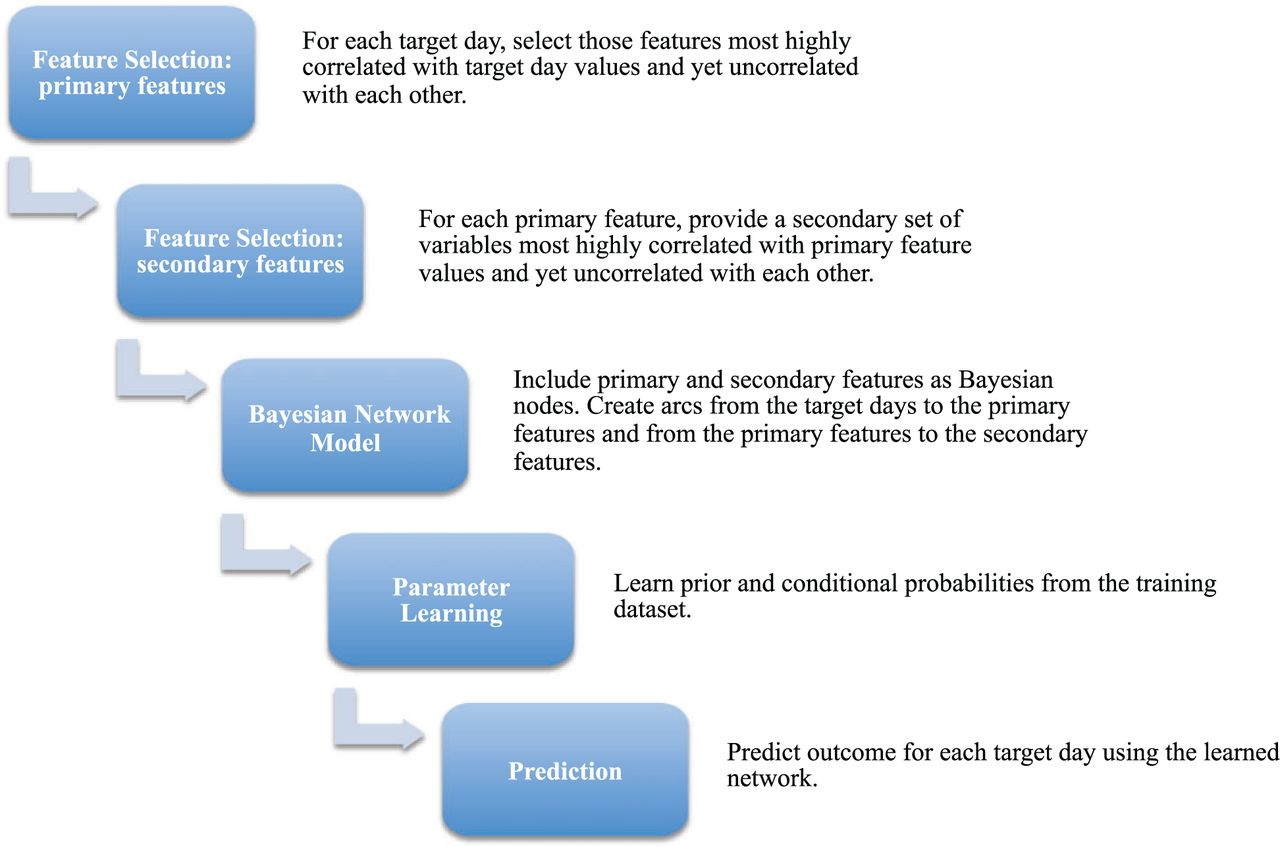 Feature Selection:
primary features
For each target day, select those features most highly
correlated with target day values and yet uncorrelated
with each other.
Feature Selection:
secondary features
For each primary feature, provide a secondary set of
variables most highly correlated with primary feature
values and yet uncorrelated with each other.
Bayesian Network
Model
Include primary and secondary features as Bayesian
nodes. Create arcs from the target days to the primary
features and from the primary features to the secondary
features.
Parameter
Learning
Learn prior and conditional probabilities from the training
dataset.
Prediction
Predict outcome for each target day using the learned
network.